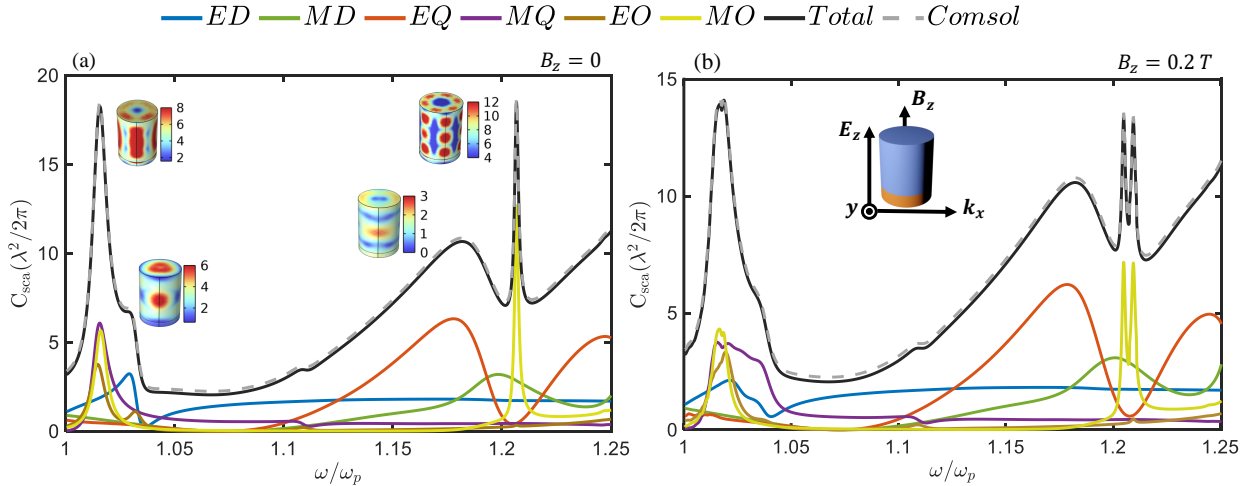 ED MD EQ MQ EO MO Total Comsol
(a) B_z = 0
C_sca(λ²/2π)
20
15
10
5
0
1 1.05 1.1 1.15 1.2 1.25
ω/ω_p
8
6
4
2
6
4
2
12
10
8
6
4
3
2
1
0
(b) B_z = 0.2 T
C_sca(λ²/2π)
15
10
5
0
1 1.05 1.1 1.15 1.2 1.25
ω/ω_p
B_z
E_z
y
k_x